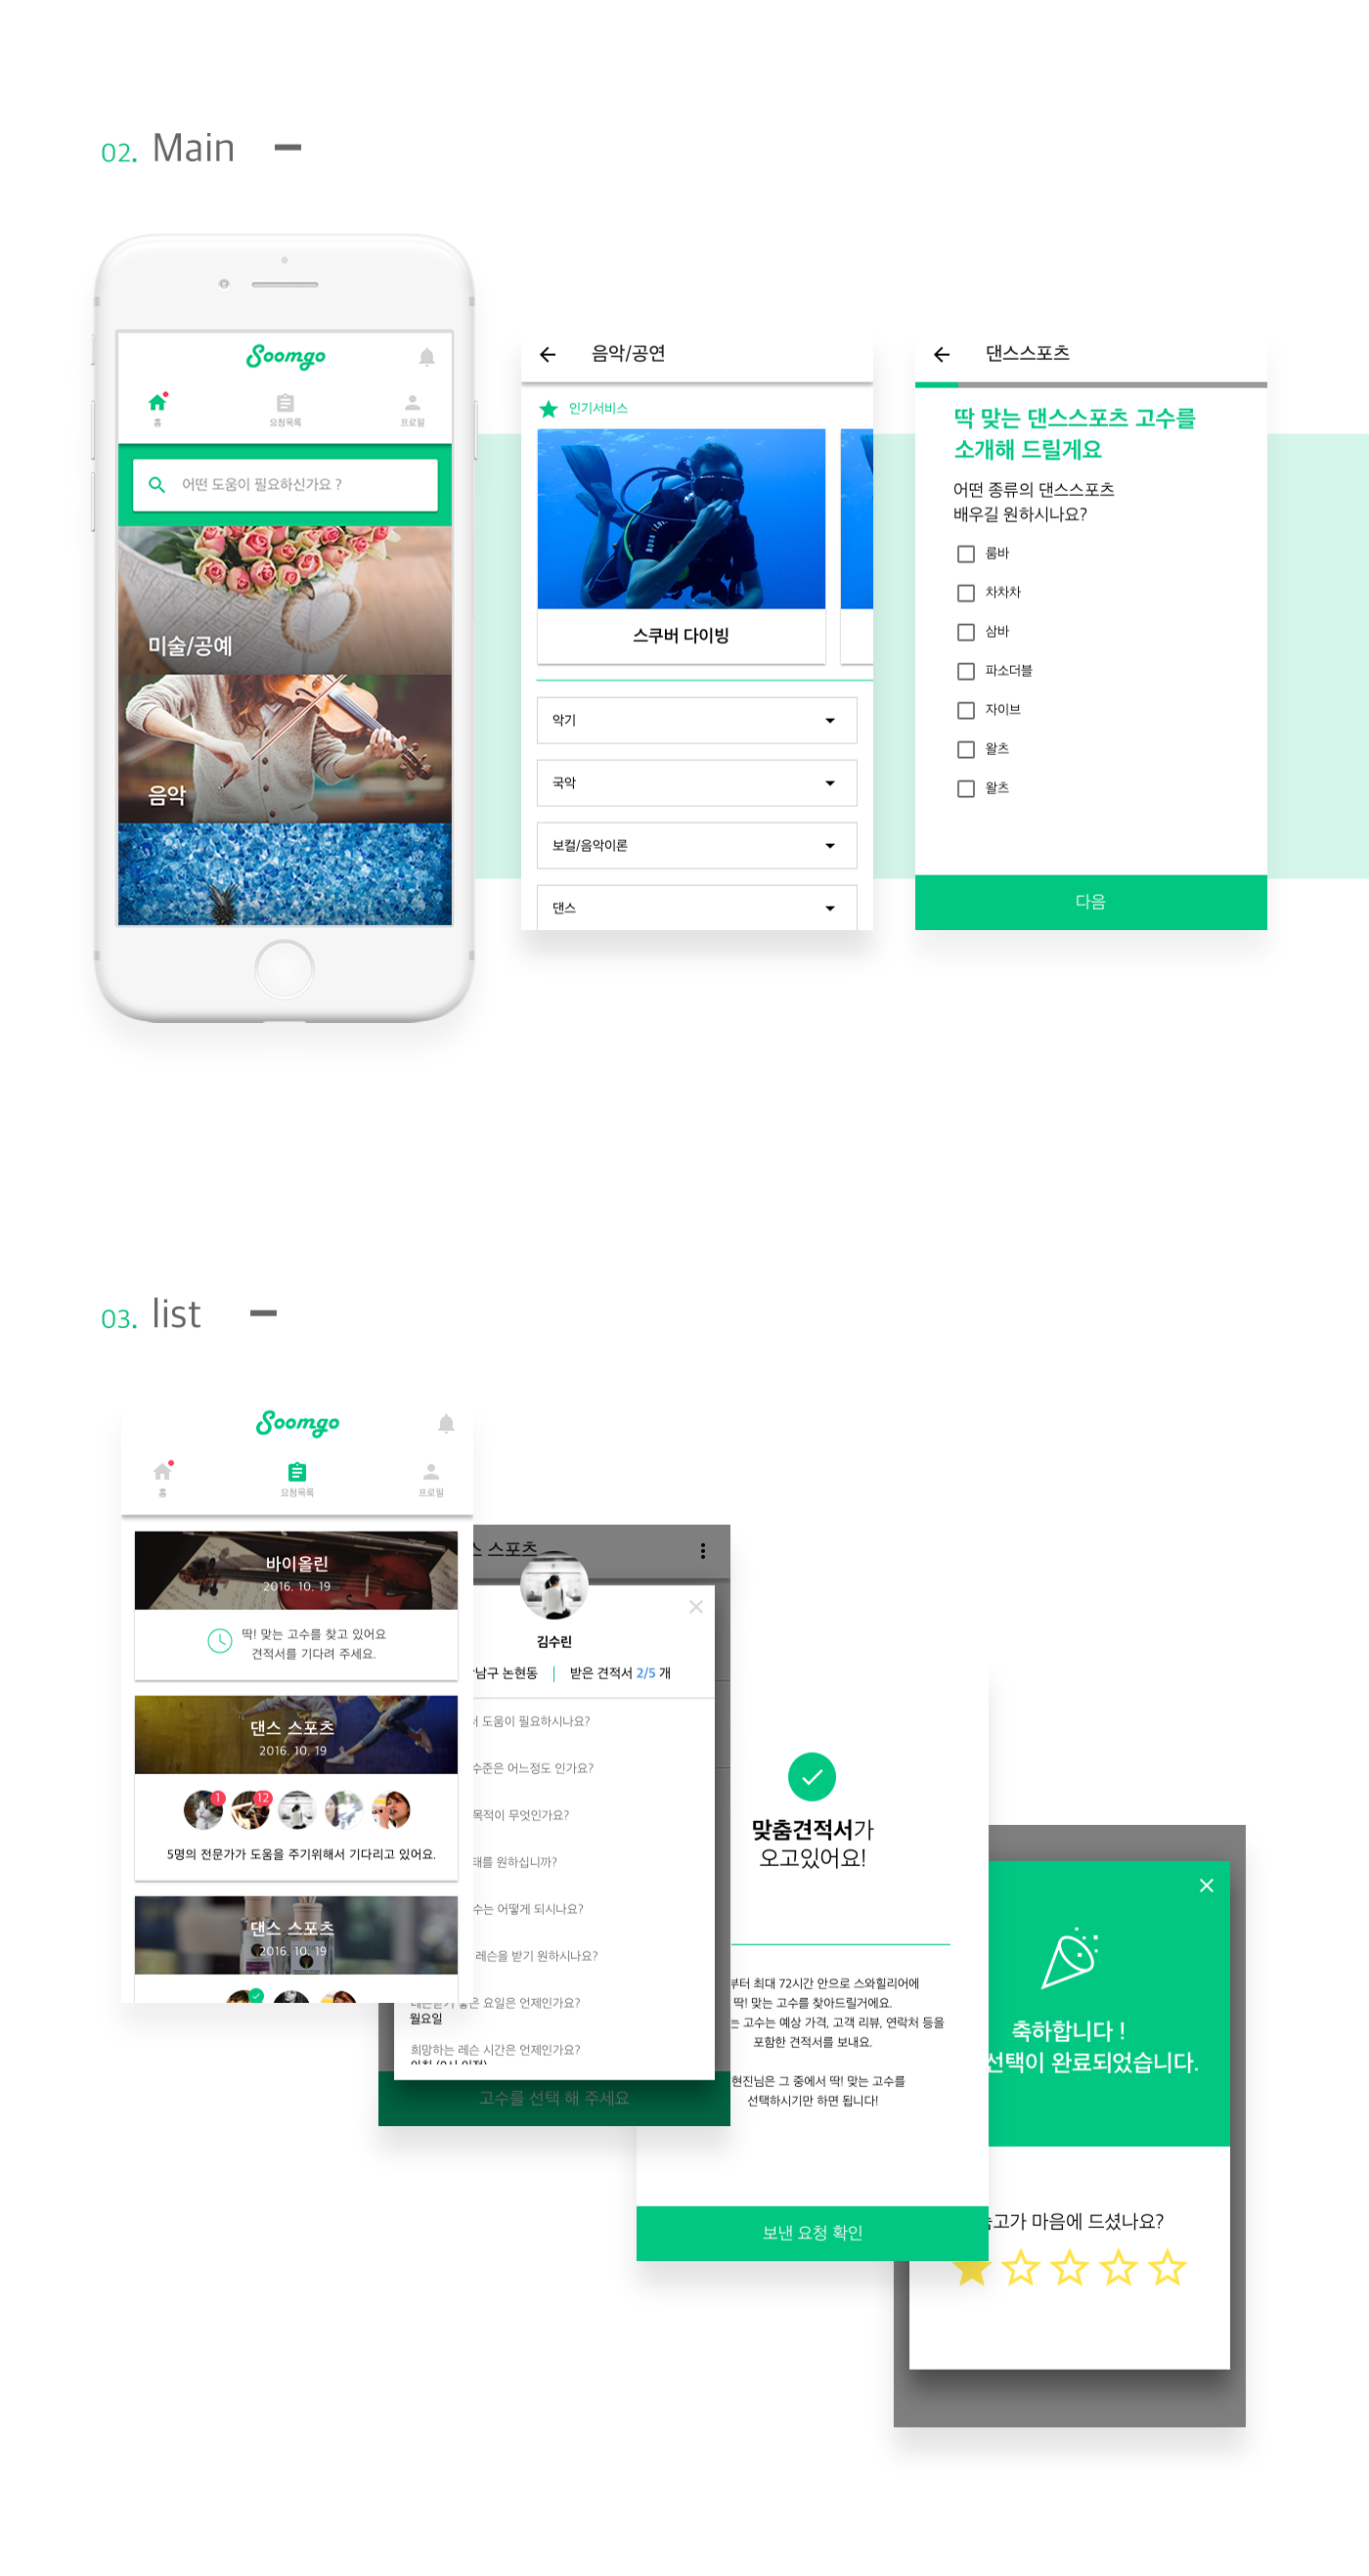 02. Main
Soomgo
홈
요청목록
프로필
어떤 도움이 필요하신가요 ?
미술/공예
음악
음악/공연
인기서비스
스쿠버 다이빙
악기
국악
보컬/음악이론
댄스
댄스스포츠
딱 맞는 댄스스포츠 고수를
소개해 드릴게요
어떤 종류의 댄스스포츠
배우길 원하시나요?
룸바
차차차
삼바
파소더블
자이브
왈츠
왈츠
다음
03. list
Soomgo
홈
요청목록
프로필
바이올린
2016. 10. 19
딱! 맞는 고수를 찾고 있어요
견적서를 기다려 주세요.
댄스 스포츠
2016. 10. 19
1
12
5명의 전문가가 도움을 주기위해서 기다리고 있어요.
댄스 스포츠
2016. 10. 19
스포츠
김수린
논현동
받은 견적서 2/5 개
도움이 필요하시나요?
수준은 어느정도 인가요?
목적이 무엇인가요?
원하십니까?
어떻게 되시나요?
레슨을 받기 원하시나요?
요일은 언제인가요?
월요일
희망하는 레슨 시간은 언제인가요?
고수를 선택 해 주세요
맞춤견적서가
오고있어요!
최대 72시간 안으로 스와힐리어에
딱! 맞는 고수를 찾아드릴거에요.
고수는 예상 가격, 고객 리뷰, 연락처 등을
포함한 견적서를 보내요.
현진님은 그 중에서 딱! 맞는 고수를
선택하시기만 하면 됩니다!
보낸 요청 확인
축하합니다 !
선택이 완료되었습니다.
마음에 드셨나요?